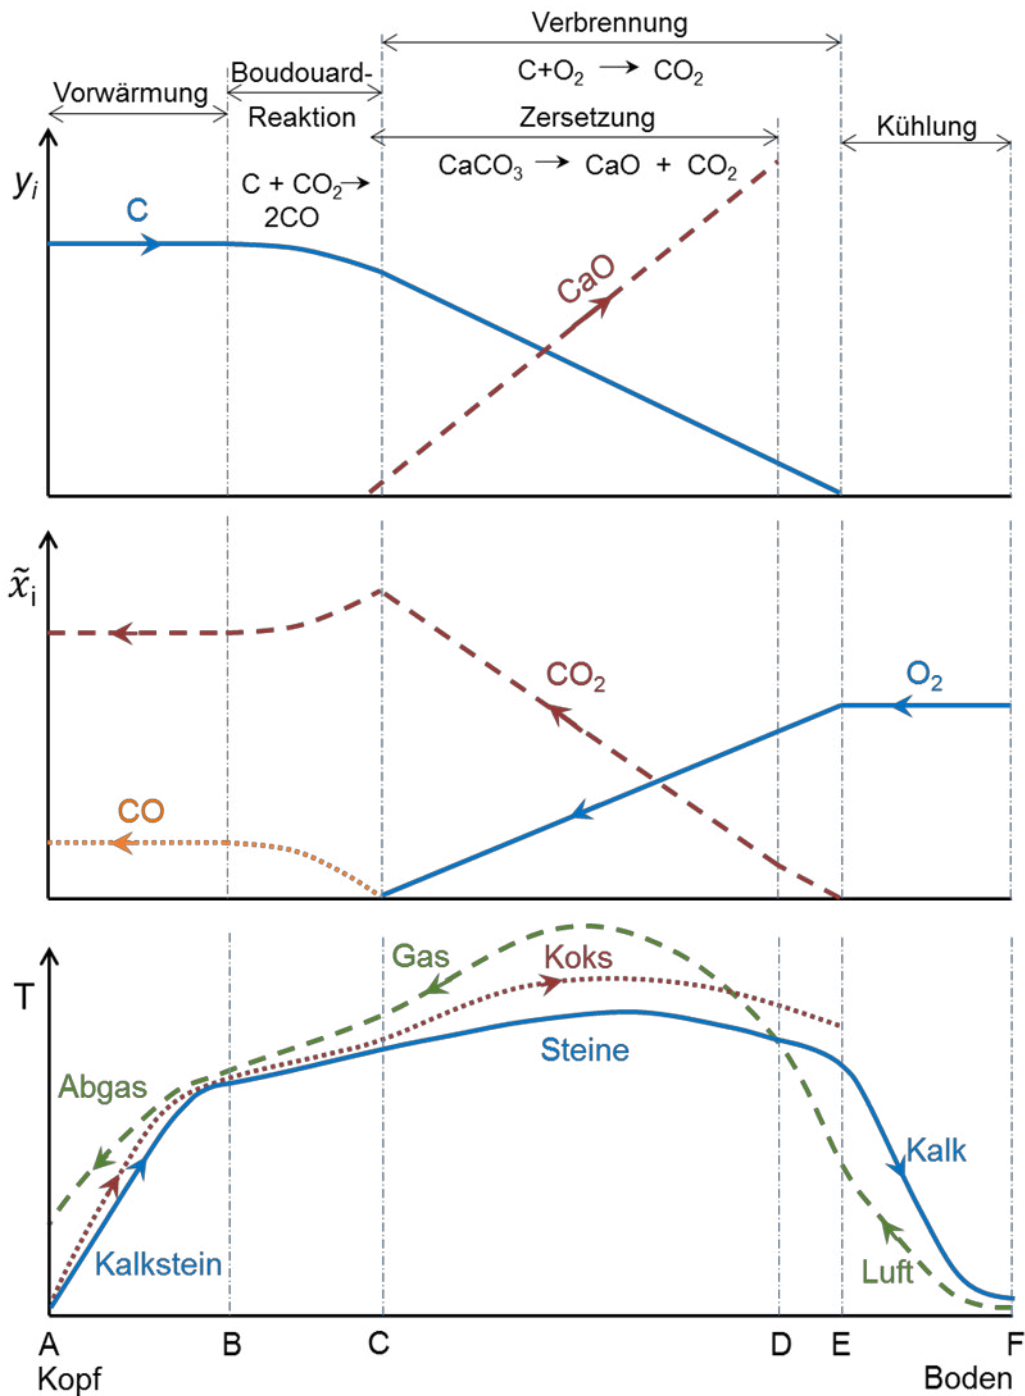 Verbrennung
C+O₂ → CO₂
Boudouard-
Reaktion
C + CO₂→
2CO
Vorwärmung
Zersetzung
CaCO₃ → CaO + CO₂
Kühlung
yᵢ
C
CaO
x̃ᵢ
CO₂
O₂
CO
T
Gas
Koks
Steine
Abgas
Kalkstein
Kalk
Luft
A B C D E F
Kopf Boden